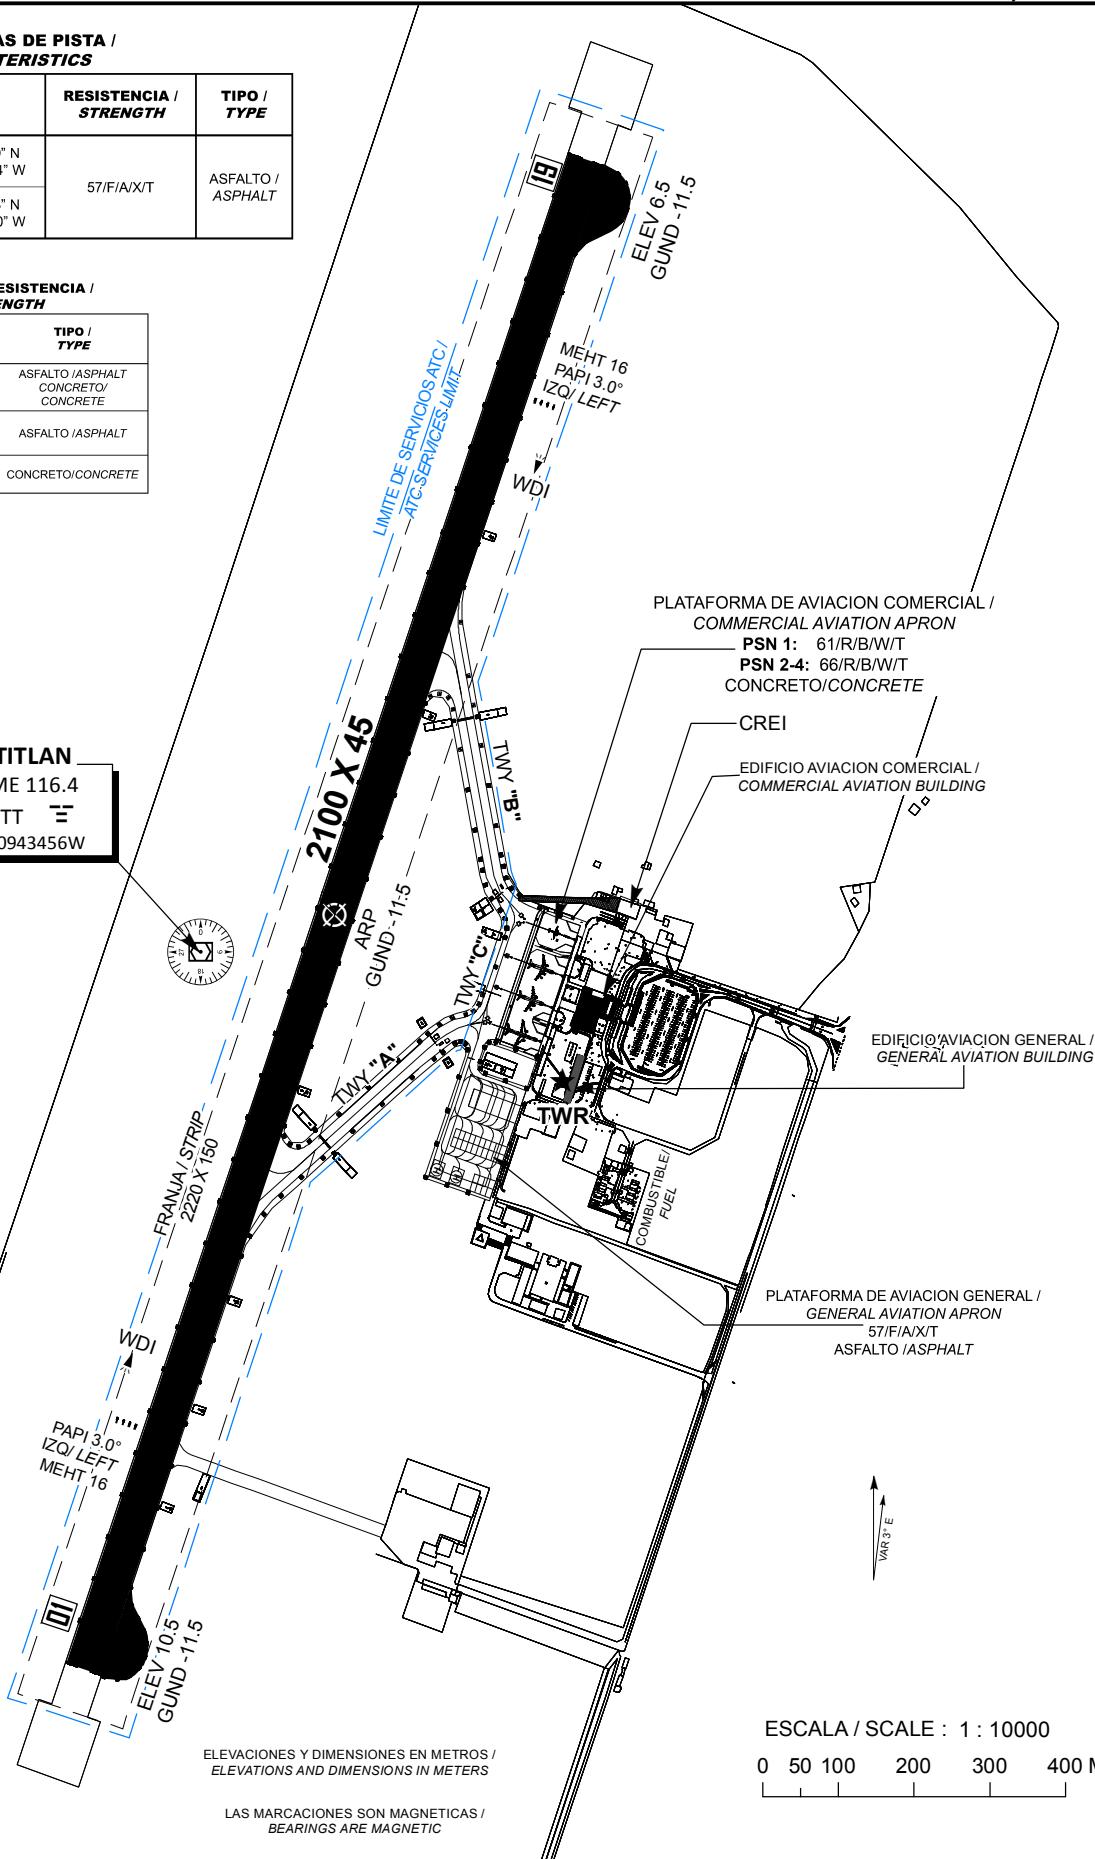 AS DE PISTA /
TERISTICS
RESISTENCIA /
STRENGTH
TIPO /
TYPE
" N
" W
57/F/A/X/T
ASFALTO /
ASPHALT
" N
0" W
ESISTENCIA /
ENGTH
TIPO /
TYPE
ASFALTO /ASPHALT
CONCRETO/
CONCRETE
ASFALTO /ASPHALT
CONCRETO/CONCRETE
19
ELEV 6.5
GUND -11.5
MEHT 16
PAPI 3.0°
IZQ/ LEFT
WDI
LIMITE DE SERVICIOS ATC /
ATC SERVICES LIMIT
PLATAFORMA DE AVIACION COMERCIAL /
COMMERCIAL AVIATION APRON
PSN 1: 61/R/B/W/T
PSN 2-4: 66/R/B/W/T
CONCRETO/CONCRETE
CREI
EDIFICIO AVIACION COMERCIAL /
COMMERCIAL AVIATION BUILDING
TITLAN
ME 116.4
TT
0943456W
2100 X 45
TWY "B"
ARP
GUND -11.5
TWY "C"
TWY "A"
0
9
18
27
EDIFICIO AVIACION GENERAL /
GENERAL AVIATION BUILDING
TWR
COMBUSTIBLE/
FUEL
FRANJA / STRIP
2220 X 150
PLATAFORMA DE AVIACION GENERAL /
GENERAL AVIATION APRON
57/F/A/X/T
ASFALTO /ASPHALT
WDI
PAPI 3.0°
IZQ/ LEFT
MEHT 16
VAR 3° E
01
ELEV 10.5
GUND -11.5
ELEVACIONES Y DIMENSIONES EN METROS /
ELEVATIONS AND DIMENSIONS IN METERS
LAS MARCACIONES SON MAGNETICAS /
BEARINGS ARE MAGNETIC
ESCALA / SCALE : 1 : 10000
0 50 100 200 300 400 M